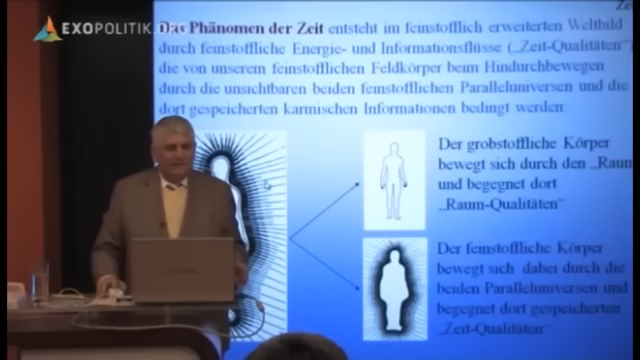 EXOPOLITIK.ORG
Zei
Das Phänomen der Zeit entsteht im feinstofflich erweiterten Weltbild
durch feinstoffliche Energie- und Informationsflüsse („Zeit-Qualitäten“)
die von unserem feinstofflichen Feldkörper beim Hindurchbewegen
durch die unsichtbaren beiden feinstofflichen Paralleluniversen und die
dort gespeicherten karmischen Informationen bedingt werden:
Der grobstoffliche Körper
bewegt sich durch den „Raum
und begegnet dort
„Raum-Qualitäten“
Der feinstoffliche Körper
bewegt sich dabei durch die
beiden Paralleluniversen und
begegnet dort gespeicherten
„Zeit-Qualitäten“